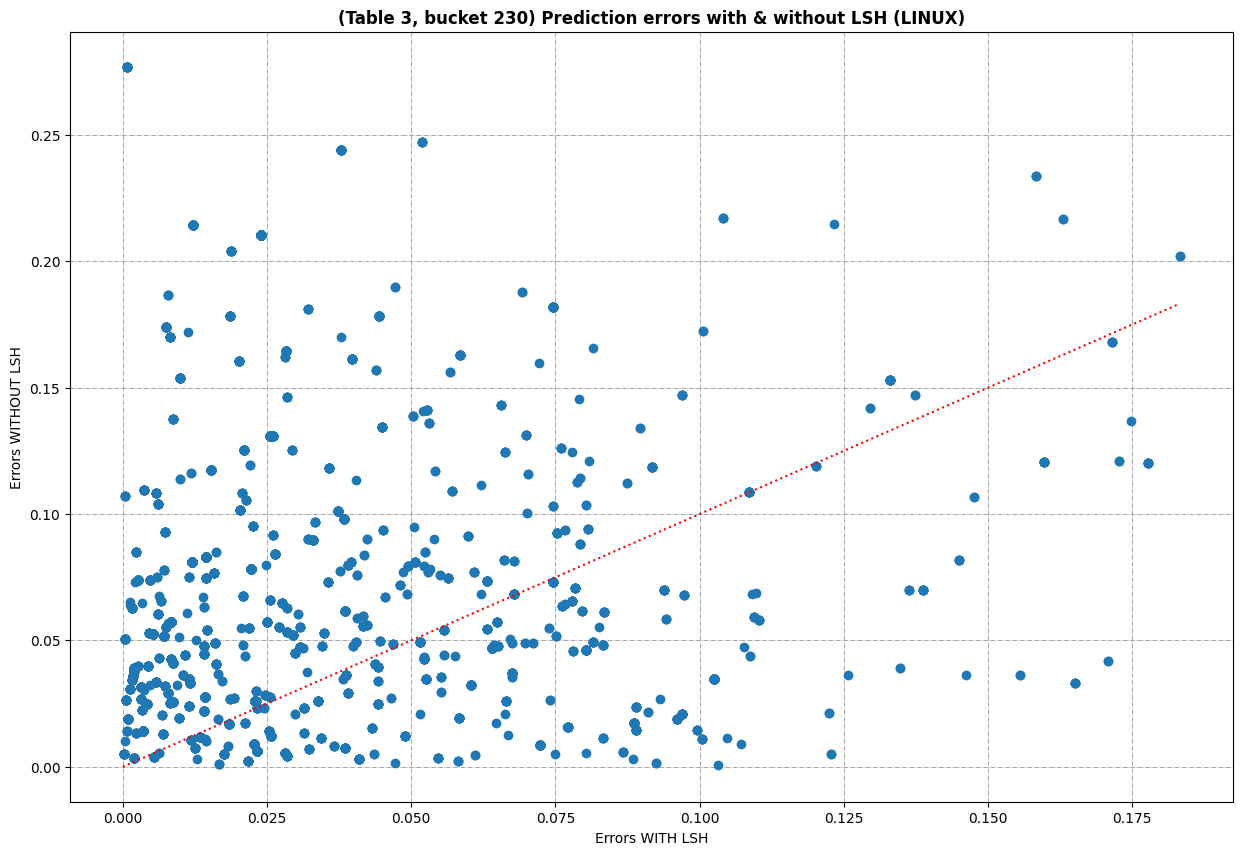 (Table 3, bucket 230) Prediction errors with & without LSH (LINUX)
0.25
0.20
0.15
0.10
0.05
0.00
Errors WITHOUT LSH
0.000 0.025 0.050 0.075 0.100 0.125 0.150 0.175
Errors WITH LSH